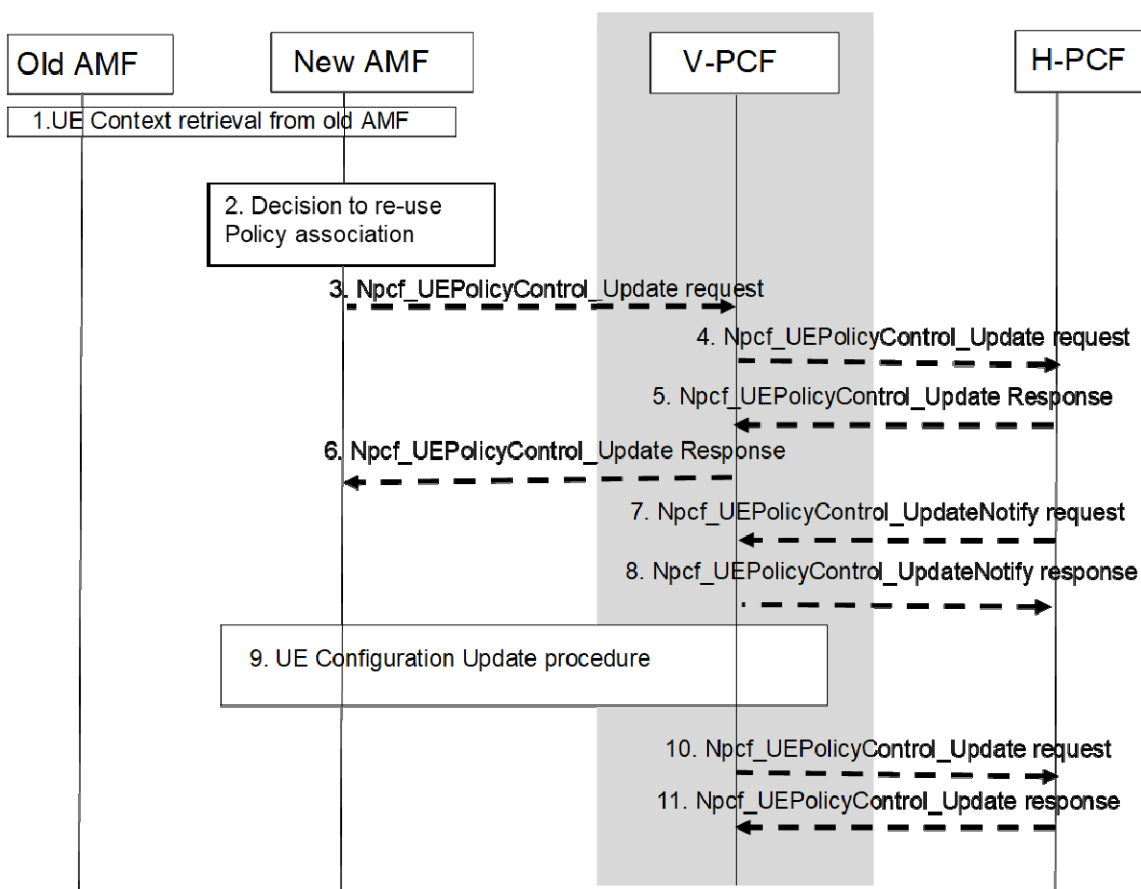 Old AMF
New AMF
V-PCF
H-PCF
1.UE Context retrieval from old AMF
2. Decision to re-use
Policy association
3. Npcf_UEPolicyControl_Update request
4. Npcf_UEPolicyControl_Update request
5. Npcf_UEPolicyControl_Update Response
6. Npcf_UEPolicyControl_Update Response
7. Npcf_UEPolicyControl_UpdateNotify request
8. Npcf_UEPolicyControl_UpdateNotify response
9. UE Configuration Update procedure
10. Npcf_UEPolicyControl_Update request
11. Npcf_UEPolicyControl_Update response